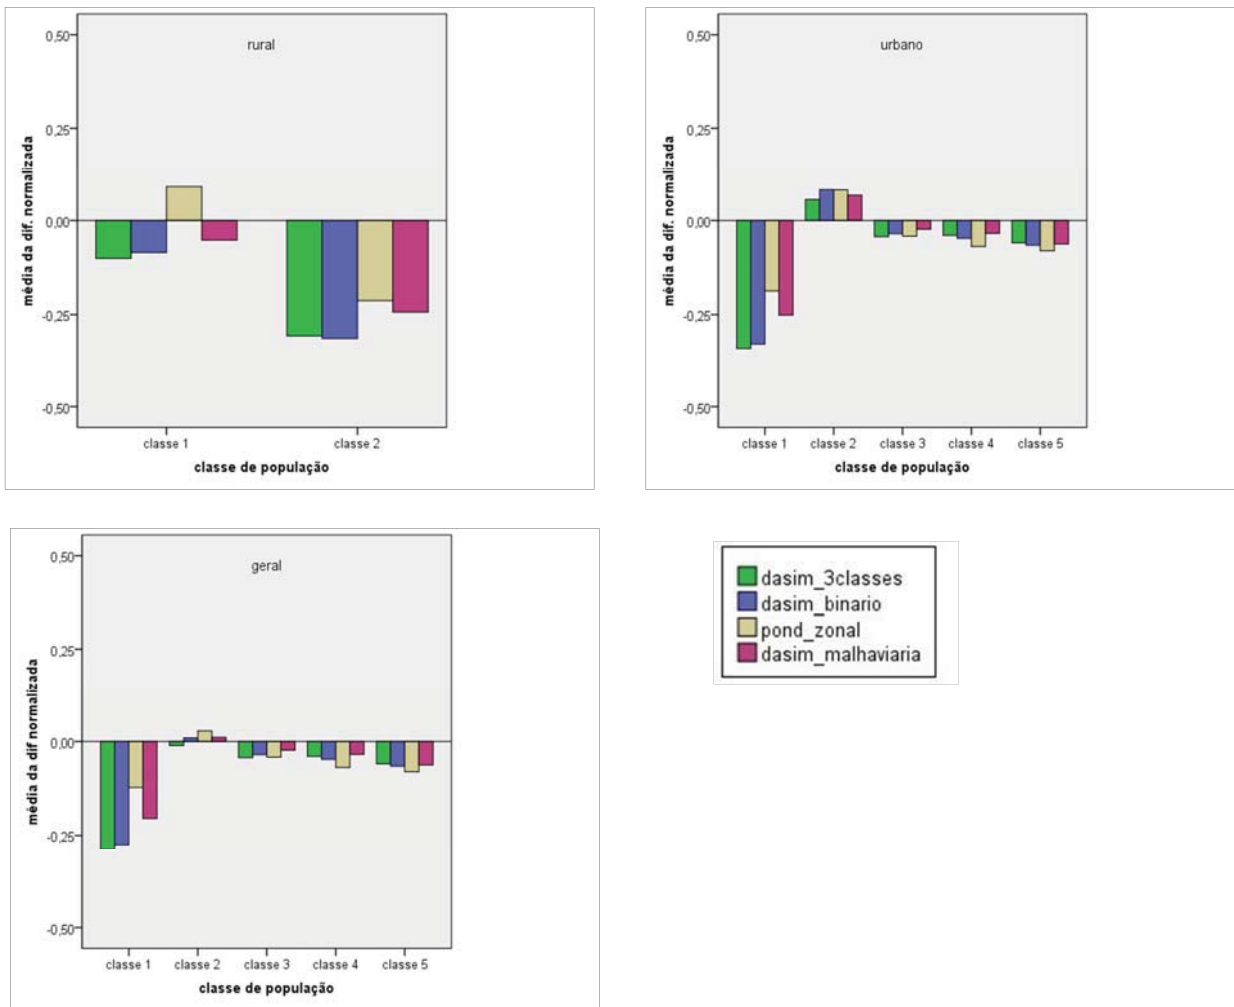 rural
média da dif. normalizada
0,50
0,25
0,00
-0,25
-0,50
classe 1 classe 2
classe de população
urbano
média da dif. normalizada
0,50
0,25
0,00
-0,25
-0,50
classe 1 classe 2 classe 3 classe 4 classe 5
classe de população
geral
média da dif normalizada
0,50
0,25
0,00
-0,25
-0,50
classe 1 classe 2 classe 3 classe 4 classe 5
classe de população
dasim_3classes
dasim_binario
pond_zonal
dasim_malhaviaria